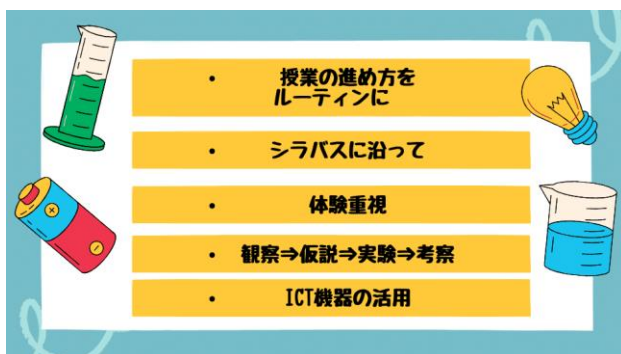 • 授業の進め方を
ルーティンに
• シラバスに沿って
• 体験重視
• 観察⇒仮説⇒実験⇒考察
• ICT機器の活用